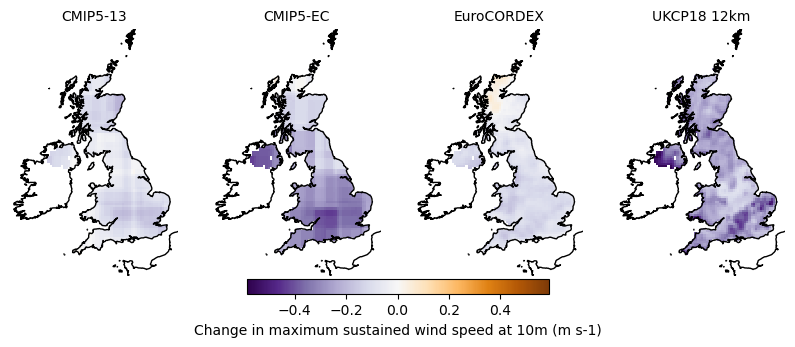 CMIP5-13 CMIP5-EC EuroCORDEX UKCP18 12km
−0.4 −0.2 0.0 0.2 0.4
Change in maximum sustained wind speed at 10m (m s-1)